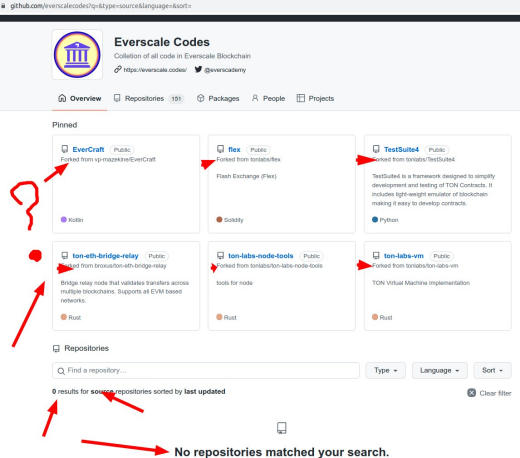 github.com/everscalecodes?q=&type=source&language=&sort=
Everscale Codes
Colletion of all code in Everscale Blockchain
https://everscale.codes/ @everscademy
Overview Repositories 151 Packages People Projects
Pinned
EverCraft Public
Forked from vp-mazekine/EverCraft
Kotlin
flex Public
Forked from tonlabs/flex
Flash Exchange (Flex)
Solidity
TestSuite4 Public
Forked from tonlabs/TestSuite4
TestSuite4 is a framework designed to simplify
development and testing of TON Contracts. It
includes light-weight emulator of blockchain
making it easy to develop contracts.
Python
ton-eth-bridge-relay Public
Forked from broxus/ton-eth-bridge-relay
Bridge relay node that validates transfers across
multiple blockchains. Supports all EVM based
networks.
Rust
ton-labs-node-tools Public
Forked from tonlabs/ton-labs-node-tools
tools for node
Rust
ton-labs-vm Public
Forked from tonlabs/ton-labs-vm
TON Virtual Machine Implementation
Rust
?
Repositories
Find a repository…
Type Language Sort
0 results for source repositories sorted by last updated
Clear filter
No repositories matched your search.